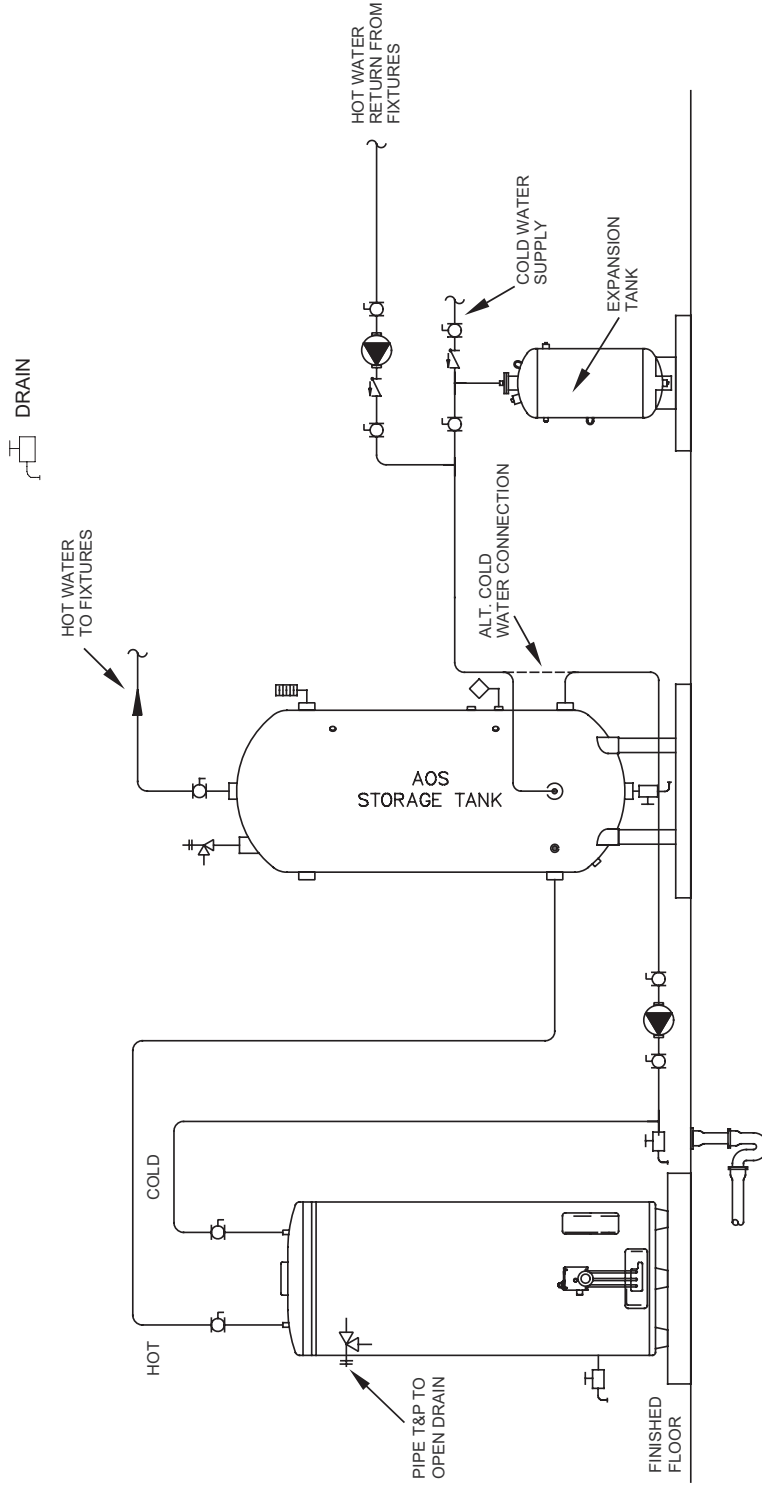 DRAIN
HOT WATER
TO FIXTURES
HOT WATER
RETURN FROM
FIXTURES
COLD WATER
SUPPLY
EXPANSION
TANK
ALT. COLD
WATER CONNECTION
AOS
STORAGE TANK
COLD
HOT
PIPE T&P TO
OPEN DRAIN
FINISHED
FLOOR